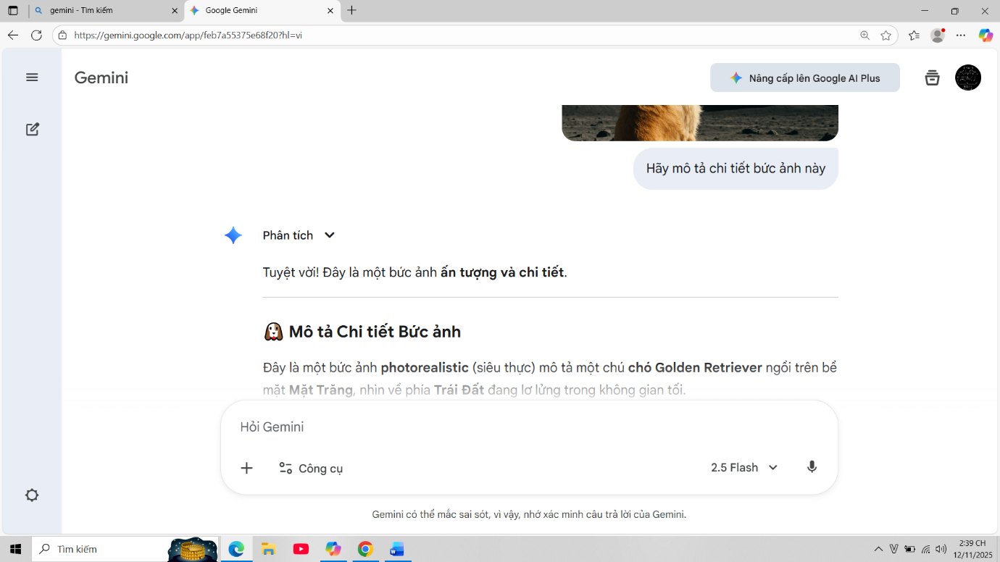 gemini - Tìm kiếm
Google Gemini
https://gemini.google.com/app/feb7a55375e68f20?hl=vi
Gemini
Nâng cấp lên Google AI Plus
Hãy mô tả chi tiết bức ảnh này
Phân tích
Tuyệt vời! Đây là một bức ảnh ấn tượng và chi tiết.
Mô tả Chi tiết Bức ảnh
Đây là một bức ảnh photorealistic (siêu thực) mô tả một chú chó Golden Retriever ngồi trên bề
mặt Mặt Trăng, nhìn về phía Trái Đất đang lơ lửng trong không gian tối.
Hỏi Gemini
Công cụ
2.5 Flash
Gemini có thể mắc sai sót, vì vậy, nhớ xác minh câu trả lời của Gemini.
Tìm kiếm
2:39 CH
12/11/2025